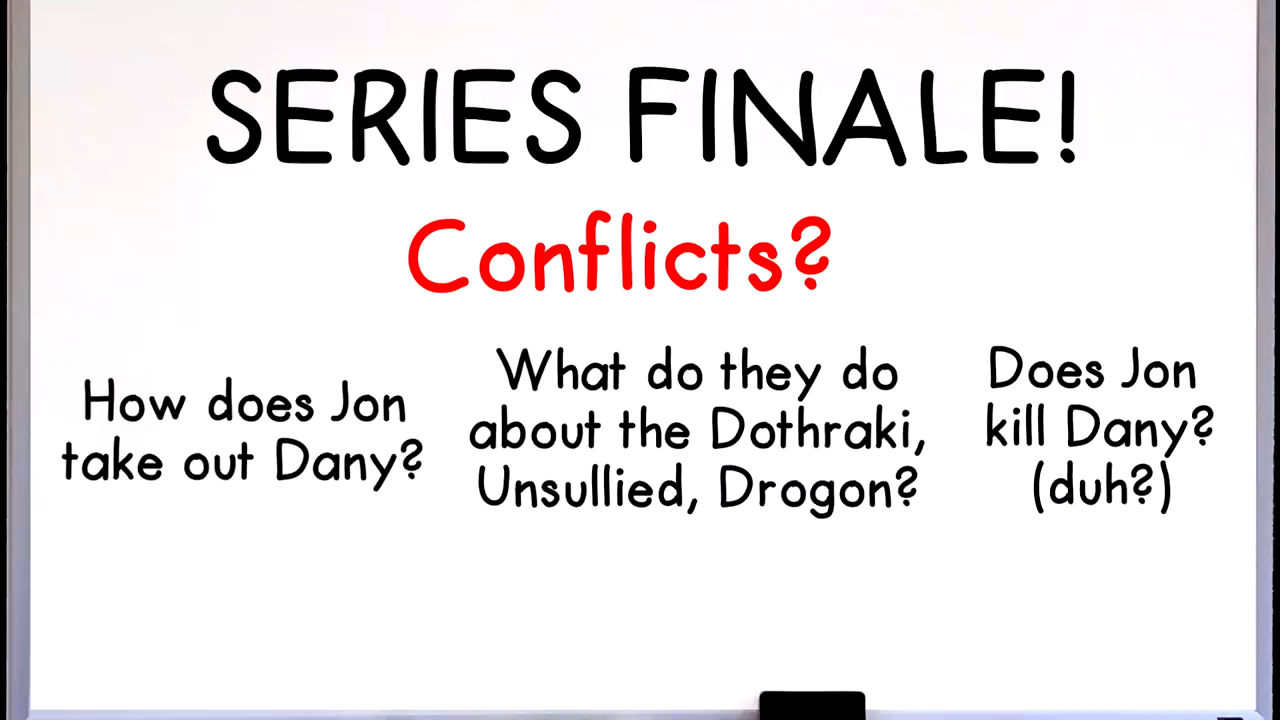 SERIES FINALE!
Conflicts?
How does Jon
take out Dany?
What do they do
about the Dothraki,
Unsullied, Drogon?
Does Jon
kill Dany?
(duh?)